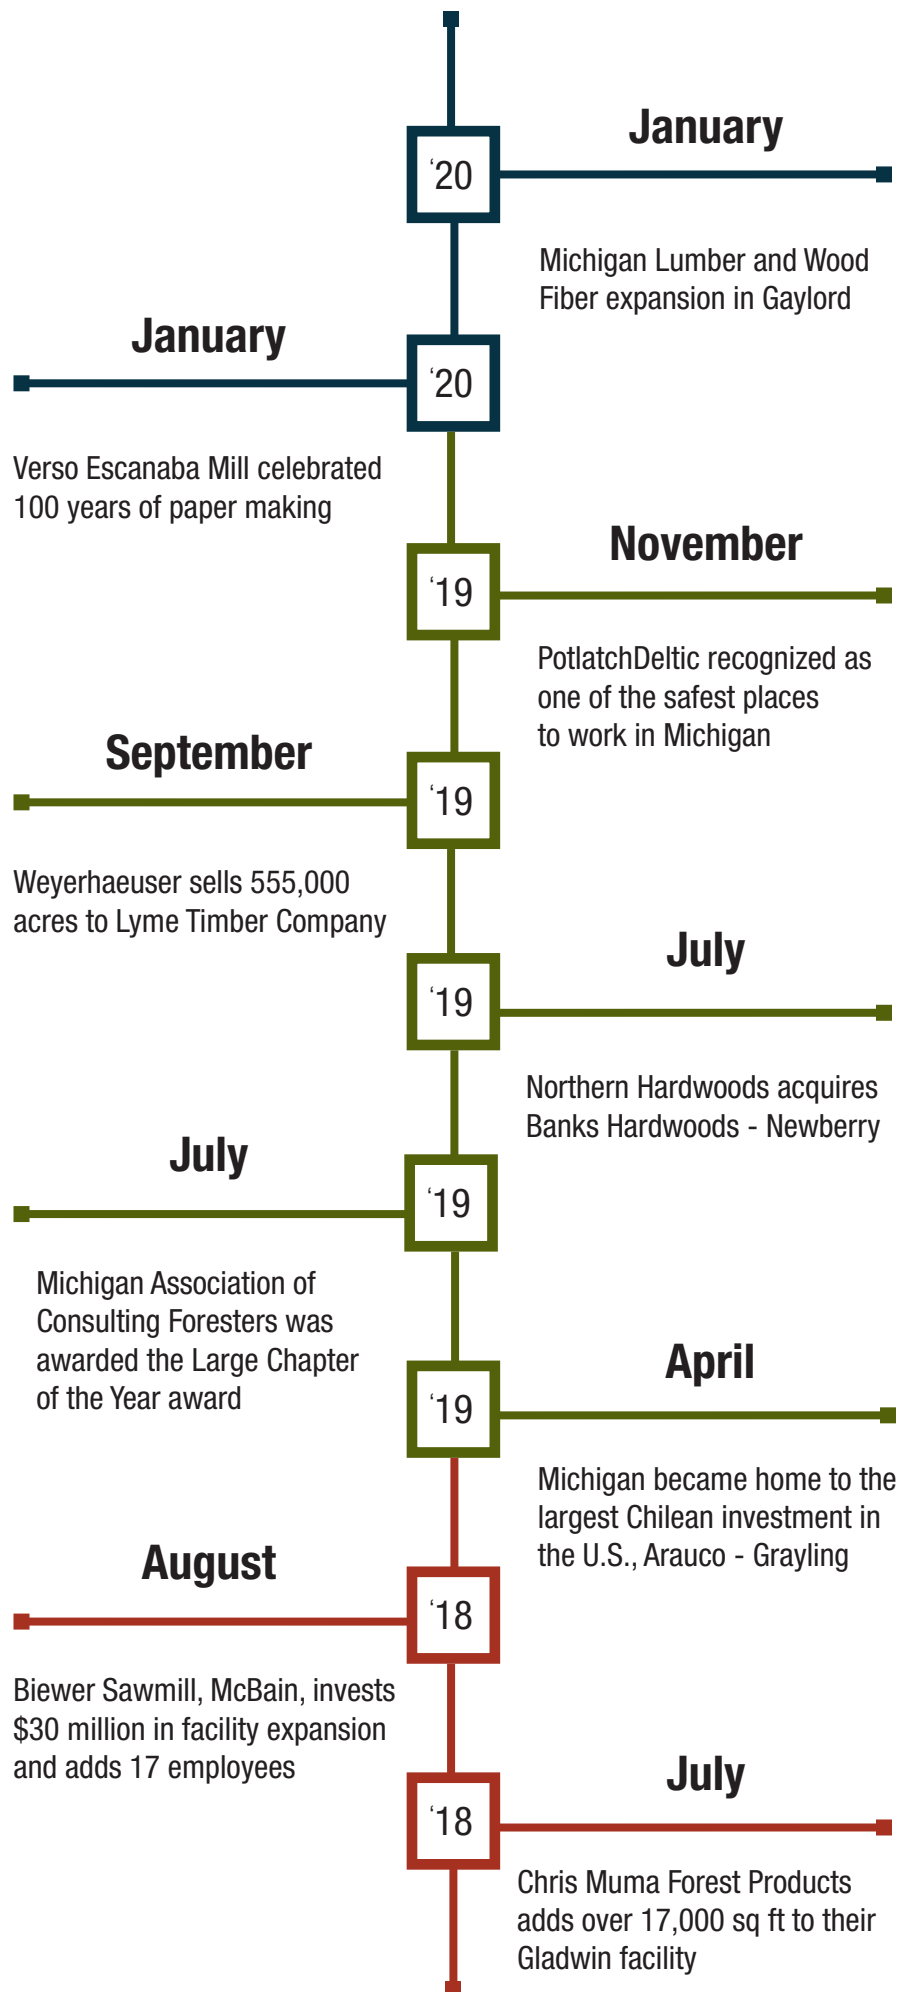 January
‘20
Michigan Lumber and Wood
Fiber expansion in Gaylord
January
‘20
Verso Escanaba Mill celebrated
100 years of paper making
November
‘19
PotlatchDeltic recognized as
one of the safest places
to work in Michigan
September
‘19
Weyerhaeuser sells 555,000
acres to Lyme Timber Company
July
‘19
Northern Hardwoods acquires
Banks Hardwoods - Newberry
July
‘19
Michigan Association of
Consulting Foresters was
awarded the Large Chapter
of the Year award
April
‘19
Michigan became home to the
largest Chilean investment in
the U.S., Arauco - Grayling
August
‘18
Biewer Sawmill, McBain, invests
$30 million in facility expansion
and adds 17 employees
July
‘18
Chris Muma Forest Products
adds over 17,000 sq ft to their
Gladwin facility